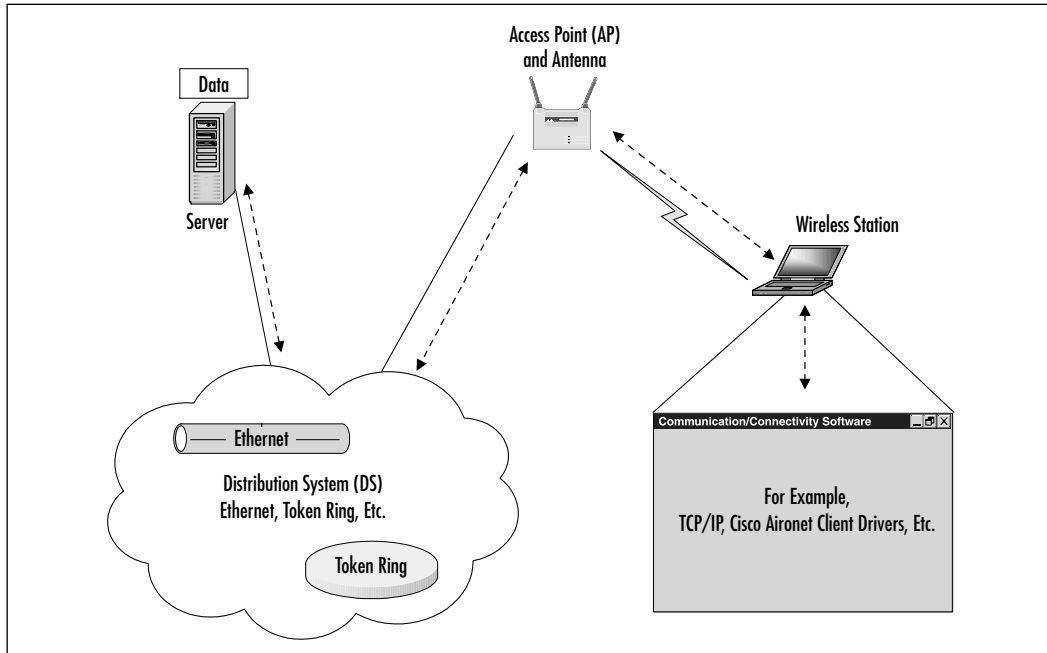 Access Point (AP)
and Antenna
Data
Server
Wireless Station
Ethernet
Distribution System (DS)
Ethernet, Token Ring, Etc.
Token Ring
Communication/Connectivity Software
For Example,
TCP/IP, Cisco Aironet Client Drivers, Etc.